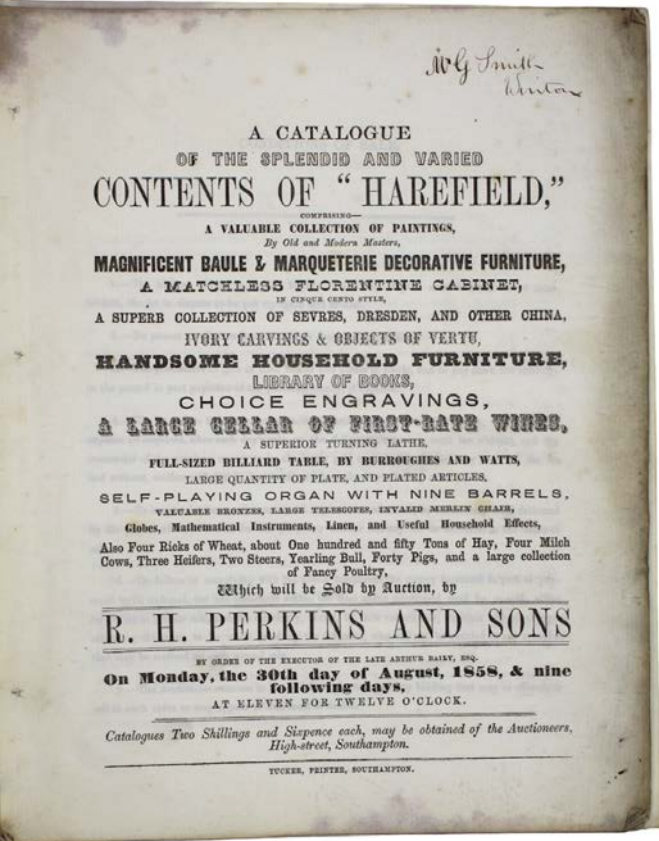 W G Smith
Winton
A CATALOGUE
OF THE SPLENDID AND VARIED
CONTENTS OF “ HAREFIELD,”
COMPRISING—
A VALUABLE COLLECTION OF PAINTINGS,
By Old and Modern Masters,
MAGNIFICENT BAULE & MARQUETERIE DECORATIVE FURNITURE,
A MATCHLESS FLORENTINE CABINET,
IN CINQUE CENTO STYLE,
A SUPERB COLLECTION OF SEVRES, DRESDEN, AND OTHER CHINA,
IVORY CARVINGS & OBJECTS OF VERTU,
HANDSOME HOUSEHOLD FURNITURE,
LIBRARY OF BOOKS,
CHOICE ENGRAVINGS,
A LARGE CELLAR OF FIRST-RATE WINES,
A SUPERIOR TURNING LATHE,
FULL-SIZED BILLIARD TABLE, BY BURROUGHES AND WATTS,
LARGE QUANTITY OF PLATE, AND PLATED ARTICLES,
SELF-PLAYING ORGAN WITH NINE BARRELS,
VALUABLE BRONZES, LARGE TELESCOPES, INVALID MERLIN CHAIR,
Globes, Mathematical Instruments, Linen, and Useful Household Effects,
Also Four Ricks of Wheat, about One hundred and fifty Tons of Hay, Four Milch
Cows, Three Heifers, Two Steers, Yearling Bull, Forty Pigs, and a large collection
of Fancy Poultry,
Which will be Sold by Auction, by
R. H. PERKINS AND SONS
BY ORDER OF THE EXECUTOR OF THE LATE ARTHUR BAILY, ESQ.
On Monday, the 30th day of August, 1858, & nine
following days,
AT ELEVEN FOR TWELVE O'CLOCK.
Catalogues Two Shillings and Sixpence each, may be obtained of the Auctioneers,
High-street, Southampton.
TUCKER, PRINTER, SOUTHAMPTON.